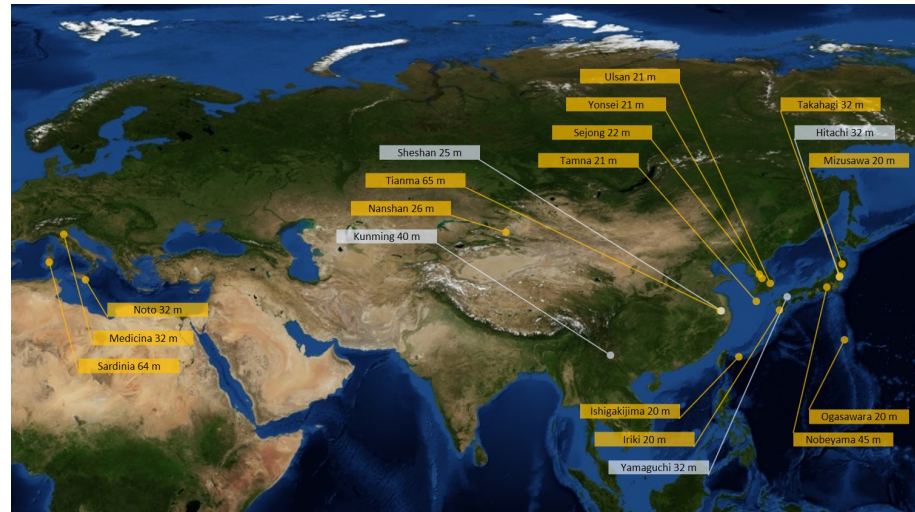 Ulsan 21 m
Yonsei 21 m
Takahagi 32 m
Sejong 22 m
Hitachi 32 m
Sheshan 25 m
Tamna 21 m
Mizusawa 20 m
Tianma 65 m
Nanshan 26 m
Kunming 40 m
Noto 32 m
Medicina 32 m
Sardinia 64 m
Ishigakijima 20 m
Ogasawara 20 m
Iriki 20 m
Nobeyama 45 m
Yamaguchi 32 m